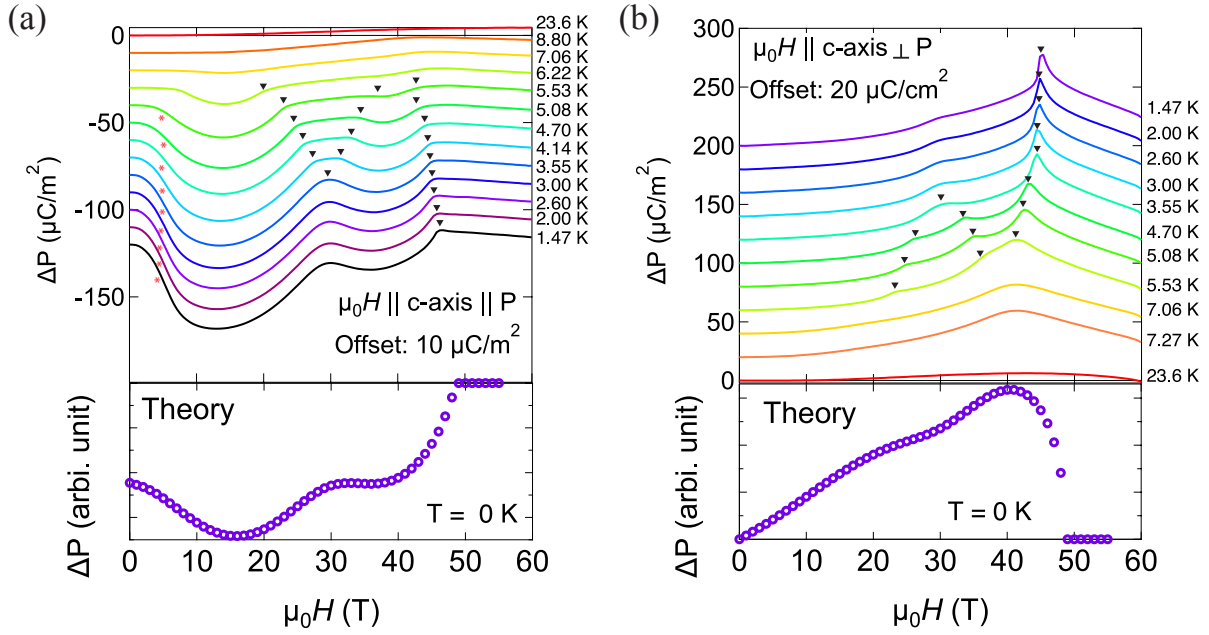 (a)
0
-50
-100
-150
ΔP (μC/m²)
23.6 K
8.80 K
7.06 K
6.22 K
5.53 K
5.08 K
4.70 K
4.14 K
3.55 K
3.00 K
2.60 K
2.00 K
1.47 K
μ₀H || c-axis || P
Offset: 10 μC/m²
Theory
T = 0 K
ΔP (arbi. unit)
0 10 20 30 40 50 60
μ₀H (T)
(b)
300
250
200
150
100
50
0
ΔP (μC/m²)
μ₀H || c-axis ⊥ P
Offset: 20 μC/cm²
1.47 K
2.00 K
2.60 K
3.00 K
3.55 K
4.70 K
5.08 K
5.53 K
7.06 K
7.27 K
23.6 K
Theory
T = 0 K
ΔP (arbi. unit)
0 10 20 30 40 50 60
μ₀H (T)